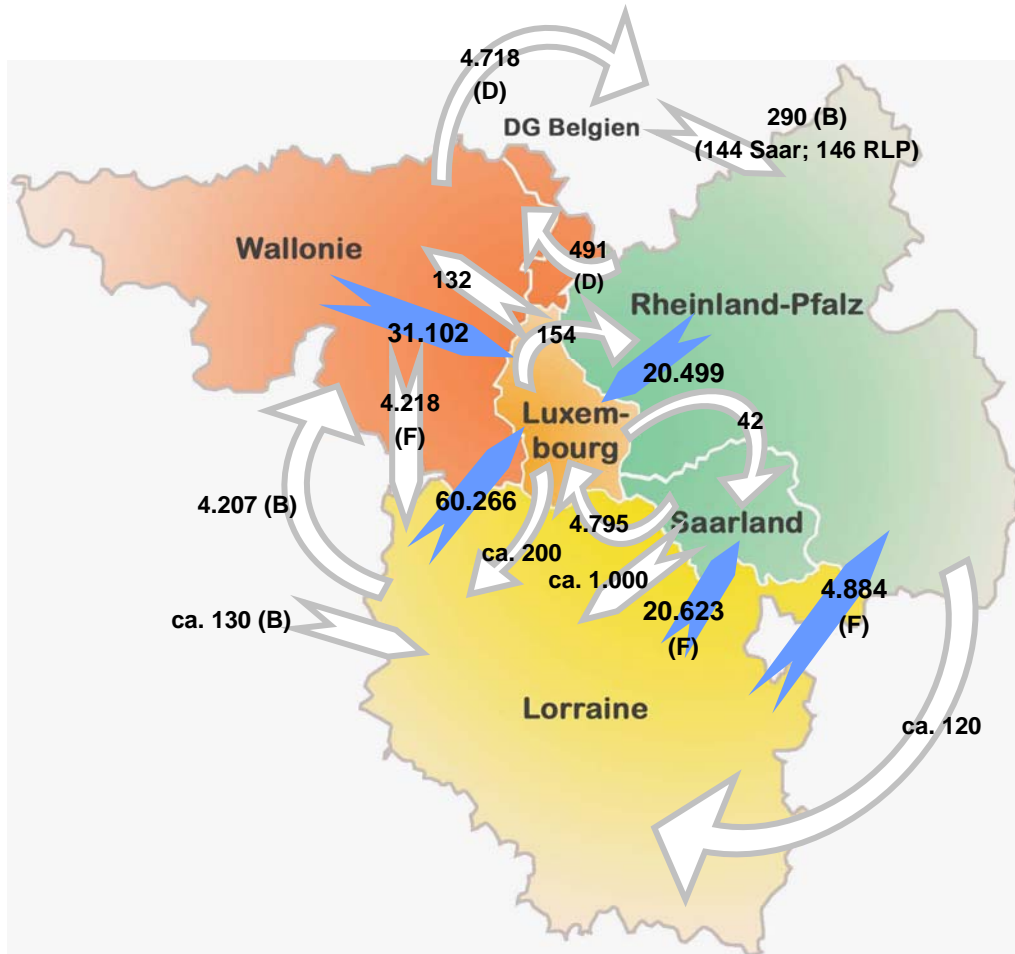 4.718
(D)
290 (B)
(144 Saar; 146 RLP)
DG Belgien
Wallonie
491
(D)
132
Rheinland-Pfalz
31.102
154
20.499
4.218
(F)
Luxem-
bourg
42
4.207 (B)
60.266
4.795
Saarland
ca. 200
ca. 1.000
20.623
(F)
4.884
(F)
ca. 130 (B)
Lorraine
ca. 120